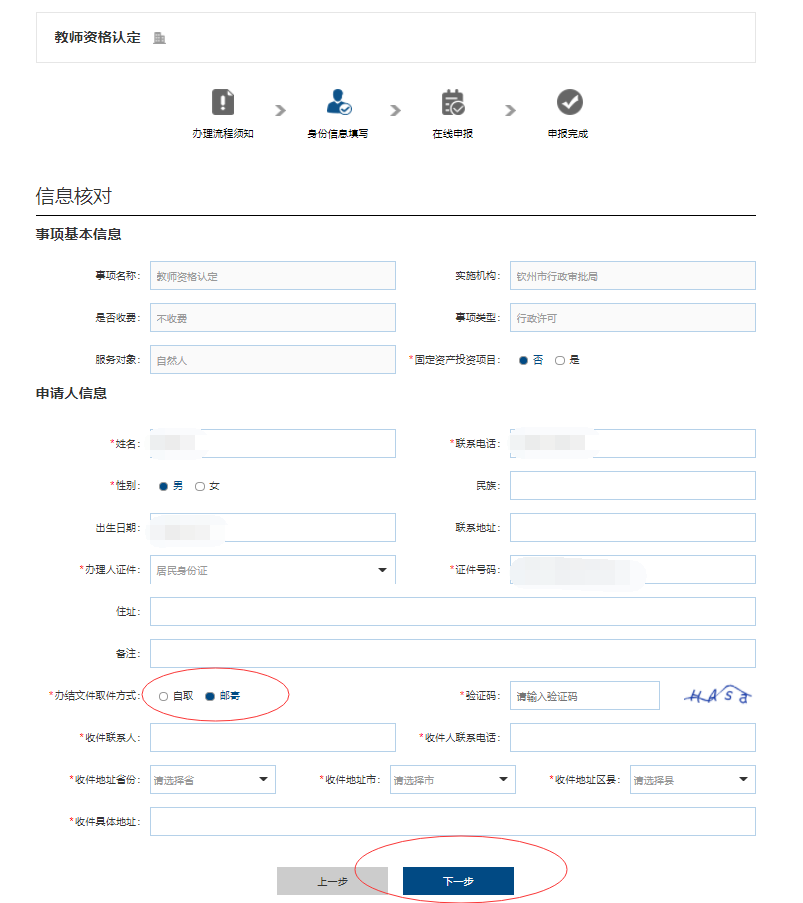 教师资格认定
办理流程须知 身份信息填写 在线申报 申报完成
信息核对
事项基本信息
事项名称： 教师资格认定 实施机构： 钦州市行政审批局
是否收费： 不收费 事项类型： 行政许可
服务对象： 自然人 *固定资产投资项目： 否 是
申请人信息
*姓名： *联系电话：
*性别： 男 女 民族：
出生日期： 联系地址：
*办理人证件： 居民身份证 *证件号码：
住址：
备注：
*办结文件取件方式： 自取 邮寄 *验证码： 请输入验证码 HASa
*收件联系人： *收件人联系电话：
*收件地址省份： 请选择省 *收件地址市： 请选择市 *收件地址区县： 请选择县
*收件具体地址：
上一步 下一步